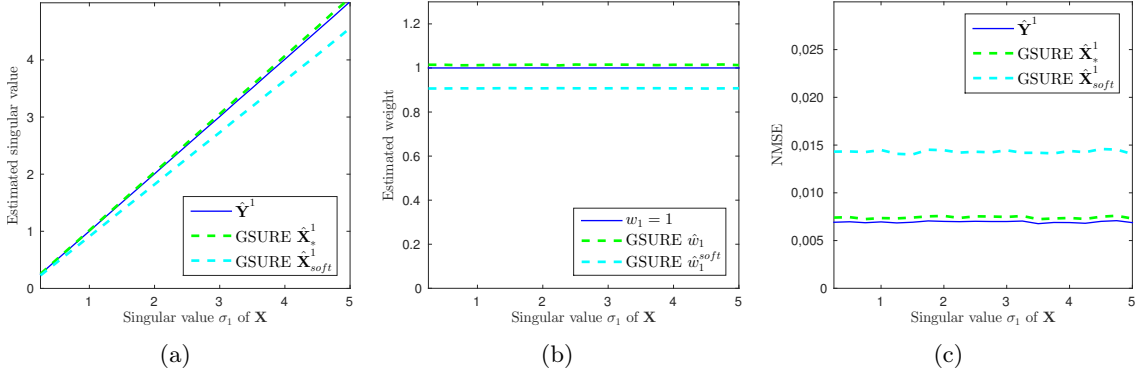 Estimated singular value
4
3
2
1
0
1 2 3 4 5
Singular value σ₁ of X
Ŷ¹
GSURE X̂¹*
GSURE X̂¹soft
(a)
Estimated weight
1.2
1
0.8
0.6
0.4
0.2
0
1 2 3 4 5
Singular value σ₁ of X
w₁ = 1
GSURE ŵ₁
GSURE ŵ₁soft
(b)
NMSE
0,025
0,020
0,015
0,010
0,005
0
1 2 3 4 5
Singular value σ₁ of X
Ŷ¹
GSURE X̂¹*
GSURE X̂¹soft
(c)